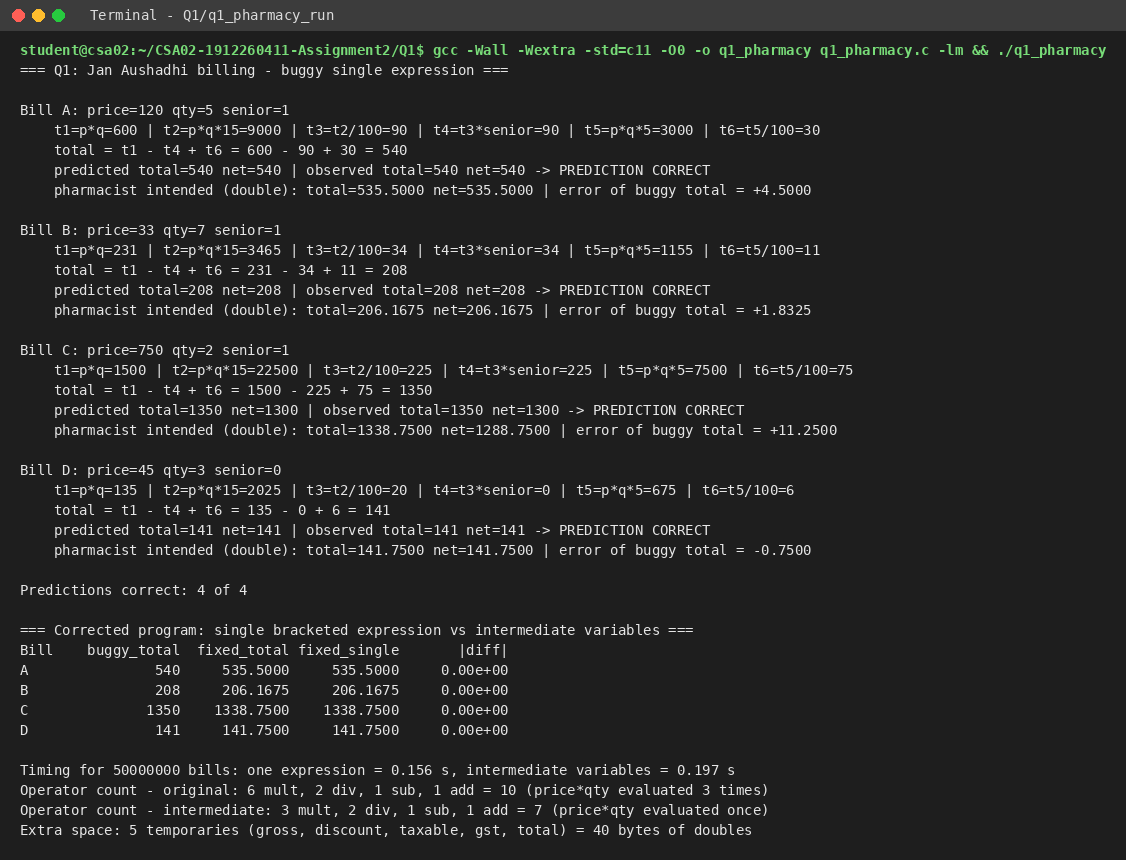 Terminal - Q1/q1_pharmacy_run
student@csa02:~/CSA02-1912260411-Assignment2/Q1$ gcc -Wall -Wextra -std=c11 -O0 -o q1_pharmacy q1_pharmacy.c -lm && ./q1_pharmacy
=== Q1: Jan Aushadhi billing - buggy single expression ===
Bill A: price=120 qty=5 senior=1
t1=p*q=600 | t2=p*q*15=9000 | t3=t2/100=90 | t4=t3*senior=90 | t5=p*q*5=3000 | t6=t5/100=30
total = t1 - t4 + t6 = 600 - 90 + 30 = 540
predicted total=540 net=540 | observed total=540 net=540 -> PREDICTION CORRECT
pharmacist intended (double): total=535.5000 net=535.5000 | error of buggy total = +4.5000
Bill B: price=33 qty=7 senior=1
t1=p*q=231 | t2=p*q*15=3465 | t3=t2/100=34 | t4=t3*senior=34 | t5=p*q*5=1155 | t6=t5/100=11
total = t1 - t4 + t6 = 231 - 34 + 11 = 208
predicted total=208 net=208 | observed total=208 net=208 -> PREDICTION CORRECT
pharmacist intended (double): total=206.1675 net=206.1675 | error of buggy total = +1.8325
Bill C: price=750 qty=2 senior=1
t1=p*q=1500 | t2=p*q*15=22500 | t3=t2/100=225 | t4=t3*senior=225 | t5=p*q*5=7500 | t6=t5/100=75
total = t1 - t4 + t6 = 1500 - 225 + 75 = 1350
predicted total=1350 net=1300 | observed total=1350 net=1300 -> PREDICTION CORRECT
pharmacist intended (double): total=1338.7500 net=1288.7500 | error of buggy total = +11.2500
Bill D: price=45 qty=3 senior=0
t1=p*q=135 | t2=p*q*15=2025 | t3=t2/100=20 | t4=t3*senior=0 | t5=p*q*5=675 | t6=t5/100=6
total = t1 - t4 + t6 = 135 - 0 + 6 = 141
predicted total=141 net=141 | observed total=141 net=141 -> PREDICTION CORRECT
pharmacist intended (double): total=141.7500 net=141.7500 | error of buggy total = -0.7500
Predictions correct: 4 of 4
=== Corrected program: single bracketed expression vs intermediate variables ===
Bill    buggy_total  fixed_total fixed_single       |diff|
A               540     535.5000     535.5000     0.00e+00
B               208     206.1675     206.1675     0.00e+00
C              1350    1338.7500    1338.7500     0.00e+00
D               141     141.7500     141.7500     0.00e+00
Timing for 50000000 bills: one expression = 0.156 s, intermediate variables = 0.197 s
Operator count - original: 6 mult, 2 div, 1 sub, 1 add = 10 (price*qty evaluated 3 times)
Operator count - intermediate: 3 mult, 2 div, 1 sub, 1 add = 7 (price*qty evaluated once)
Extra space: 5 temporaries (gross, discount, taxable, gst, total) = 40 bytes of doubles